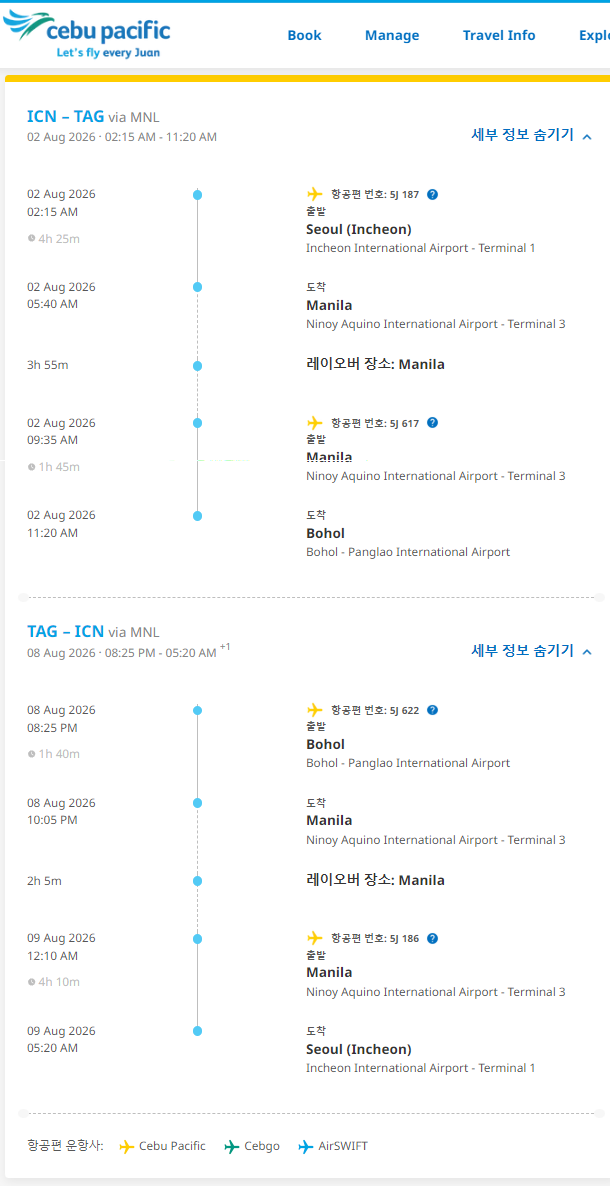 cebu pacific
Let's fly every Juan
Book Manage Travel Info
ICN – TAG via MNL
02 Aug 2026 · 02:15 AM - 11:20 AM
세부 정보 숨기기
02 Aug 2026
02:15 AM
4h 25m
항공편 번호: 5J 187
출발
Seoul (Incheon)
Incheon International Airport - Terminal 1
02 Aug 2026
05:40 AM
도착
Manila
Ninoy Aquino International Airport - Terminal 3
3h 55m
레이오버 장소: Manila
02 Aug 2026
09:35 AM
1h 45m
항공편 번호: 5J 617
출발
Manila
Ninoy Aquino International Airport - Terminal 3
02 Aug 2026
11:20 AM
도착
Bohol
Bohol - Panglao International Airport
TAG – ICN via MNL
08 Aug 2026 · 08:25 PM - 05:20 AM +1
세부 정보 숨기기
08 Aug 2026
08:25 PM
1h 40m
항공편 번호: 5J 622
출발
Bohol
Bohol - Panglao International Airport
08 Aug 2026
10:05 PM
도착
Manila
Ninoy Aquino International Airport - Terminal 3
2h 5m
레이오버 장소: Manila
09 Aug 2026
12:10 AM
4h 10m
항공편 번호: 5J 186
출발
Manila
Ninoy Aquino International Airport - Terminal 3
09 Aug 2026
05:20 AM
도착
Seoul (Incheon)
Incheon International Airport - Terminal 1
항공편 운항사: Cebu Pacific Cebgo AirSWIFT